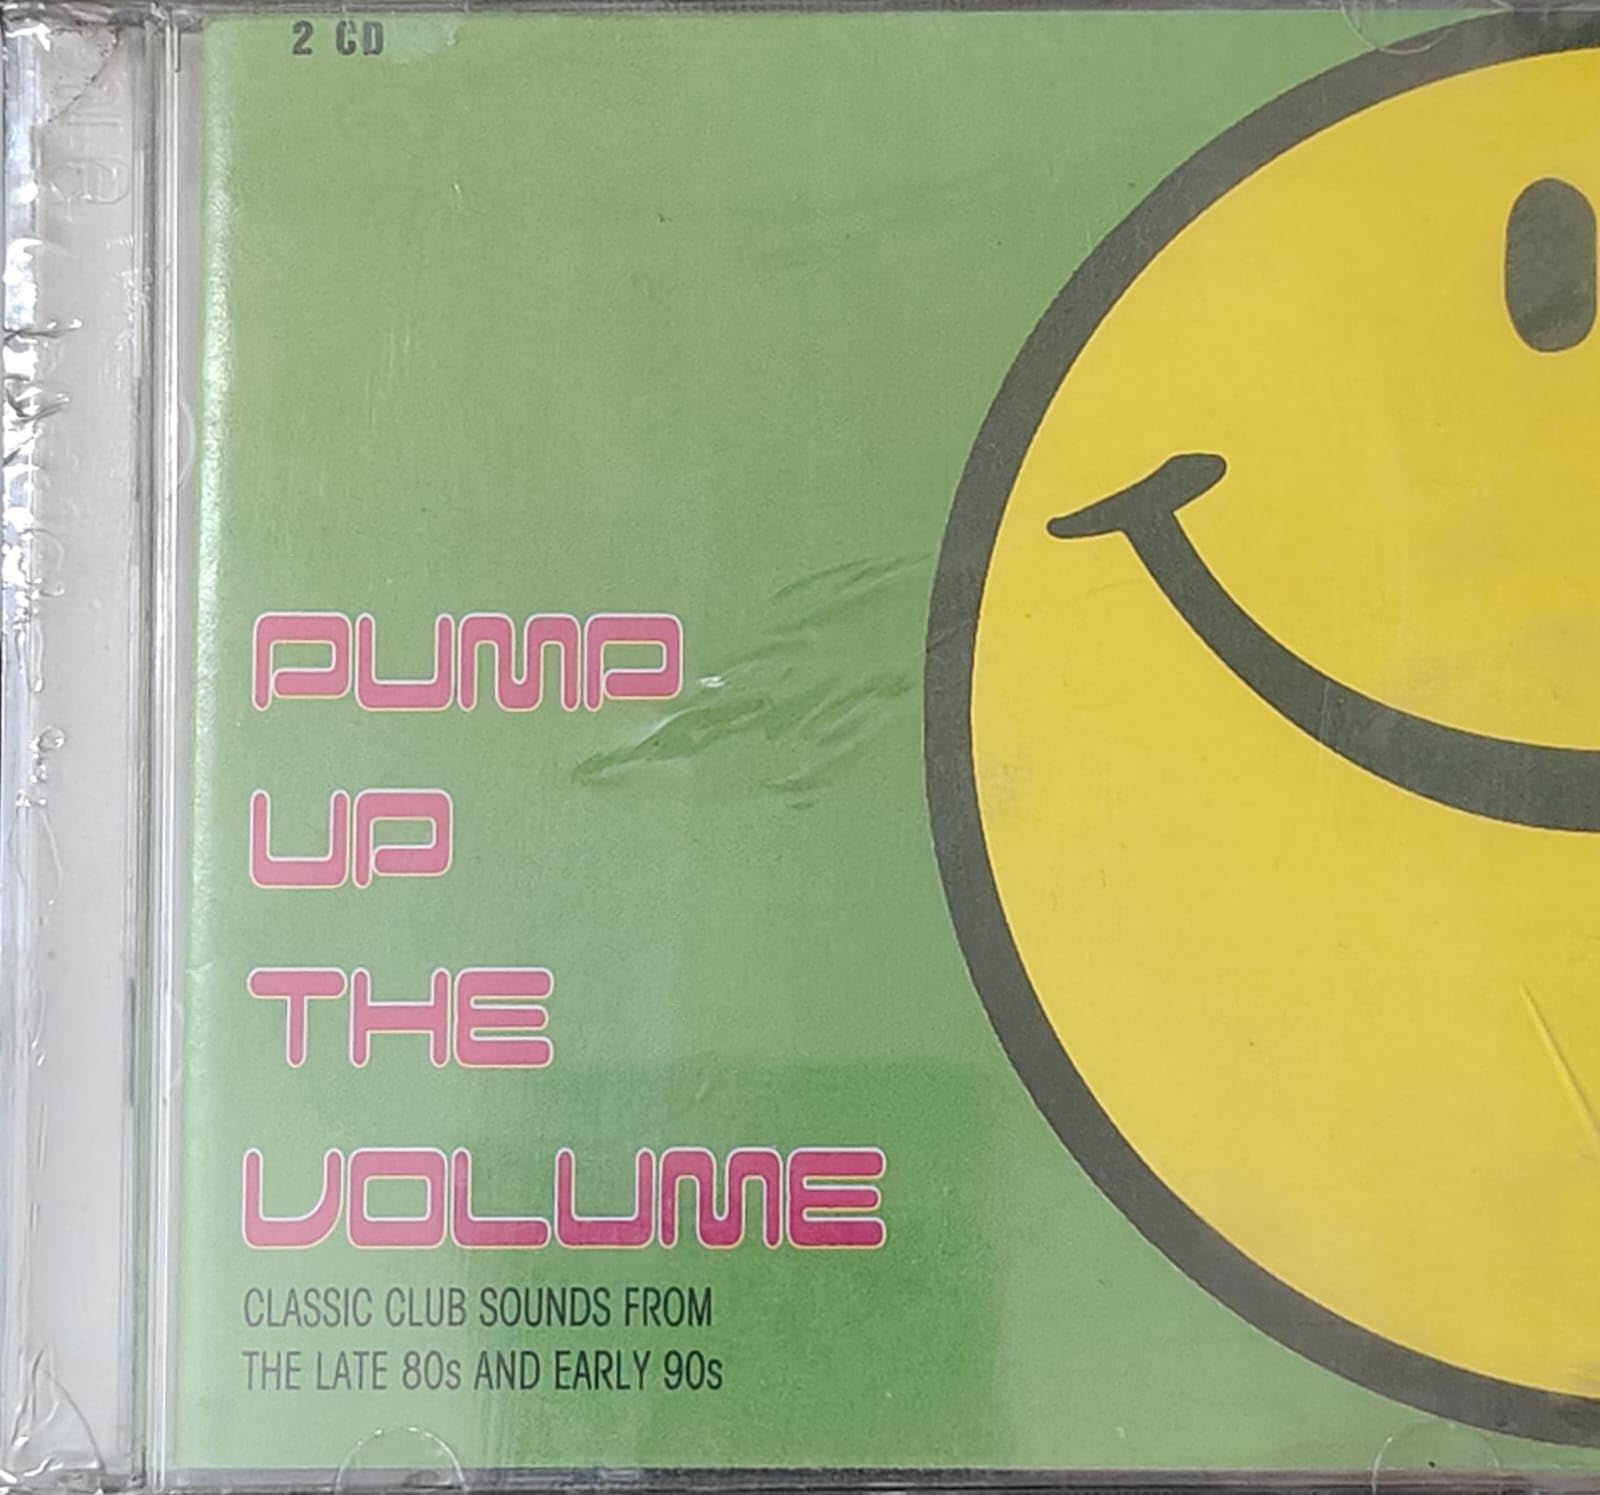 2 CD
PUMP
UP
THE
VOLUME
CLASSIC CLUB SOUNDS FROM
THE LATE 80s AND EARLY 90s